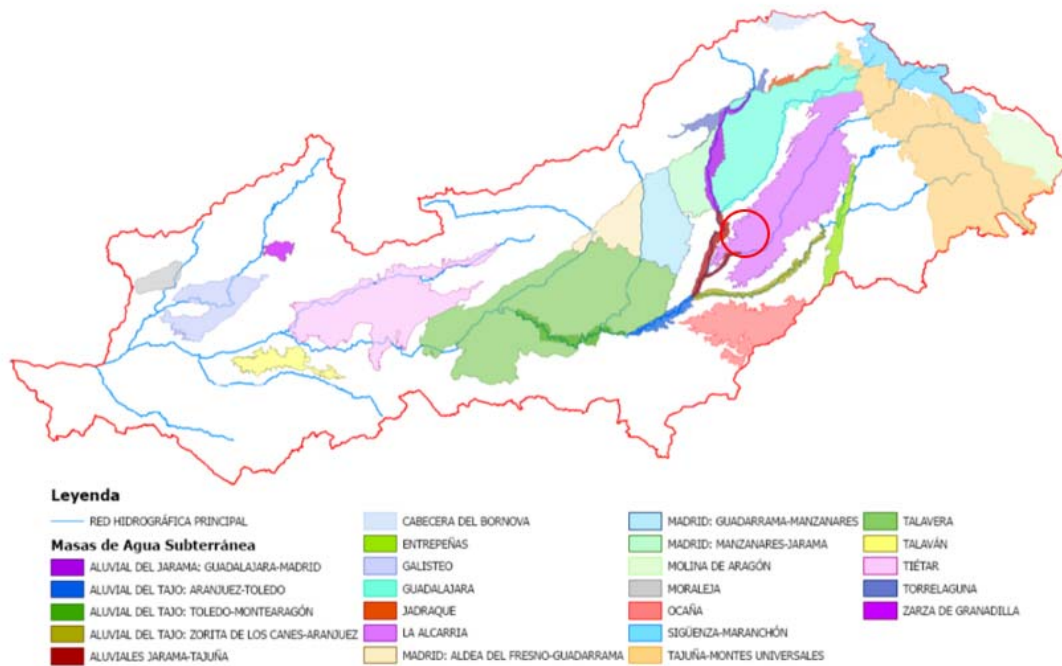 Leyenda
RED HIDROGRÁFICA PRINCIPAL
Masas de Agua Subterránea
ALUVIAL DEL JARAMA: GUADALAJARA-MADRID
ALUVIAL DEL TAJO: ARANJUEZ-TOLEDO
ALUVIAL DEL TAJO: TOLEDO-MONTEARAGÓN
ALUVIAL DEL TAJO: ZORITA DE LOS CANES-ARANJUEZ
ALUVIALES JARAMA-TAJUÑA
CABECERA DEL BORNOVA
ENTREPEÑAS
GALISTEO
GUADALAJARA
JADRAQUE
LA ALCARRIA
MADRID: ALDEA DEL FRESNO-GUADARRAMA
MADRID: GUADARRAMA-MANZANARES
MADRID: MANZANARES-JARAMA
MOLINA DE ARAGÓN
MORALEJA
OCAÑA
SIGÜENZA-MARANCHÓN
TAJUÑA-MONTES UNIVERSALES
TALAVERA
TALAVÁN
TIÉTAR
TORRELAGUNA
ZARZA DE GRANADILLA